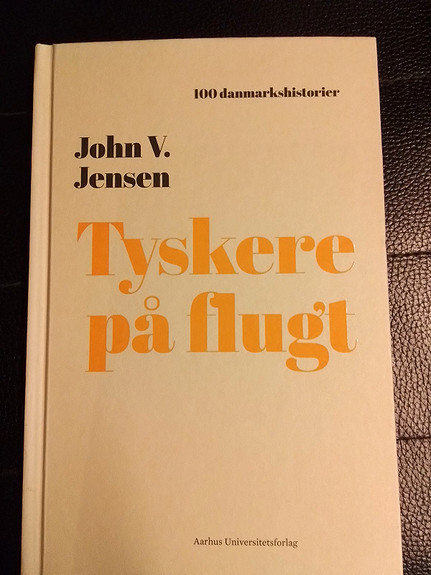 100 danmarkshistorier
John V.
Jensen
Tyskere
på flugt
Aarhus Universitetsforlag